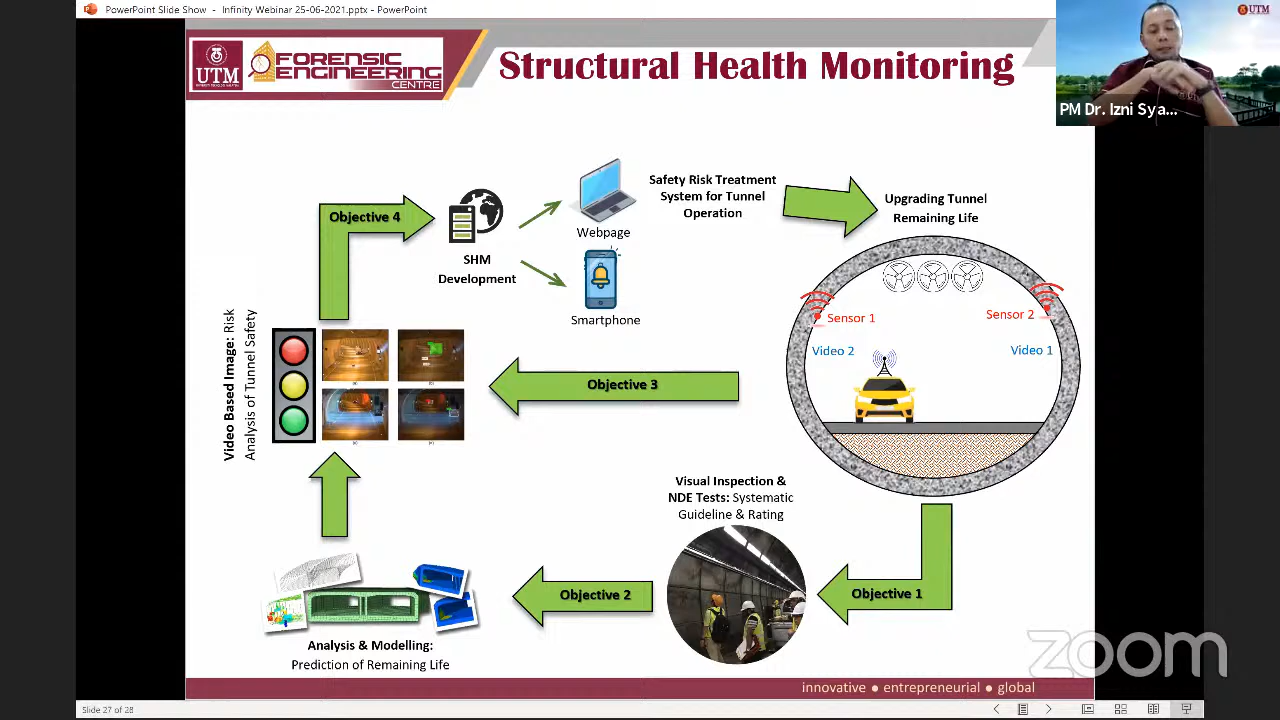 PowerPoint Slide Show - Infinity Webinar 25-06-2021.pptx - PowerPoint
UTM
UTM
UNIVERSITI TEKNOLOGI MALAYSIA
FORENSIC
ENGINEERING
CENTRE
Structural Health Monitoring
PM Dr. Izni Sya...
Objective 4
SHM
Development
Webpage
Smartphone
Safety Risk Treatment
System for Tunnel
Operation
Upgrading Tunnel
Remaining Life
Sensor 1
Sensor 2
Video 2
Video 1
Video Based Image: Risk
Analysis of Tunnel Safety
Objective 3
Visual Inspection &
NDE Tests: Systematic
Guideline & Rating
Objective 1
Objective 2
Analysis & Modelling:
Prediction of Remaining Life
zoom
innovative ● entrepreneurial ● global
Slide 27 of 28